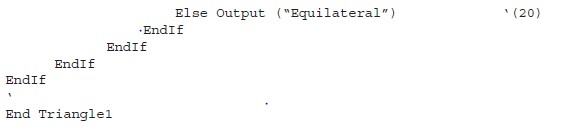 Else Output (“Equilateral”) ‘(20)
EndIf
EndIf
EndIf
EndIf
‘
End Triangle1